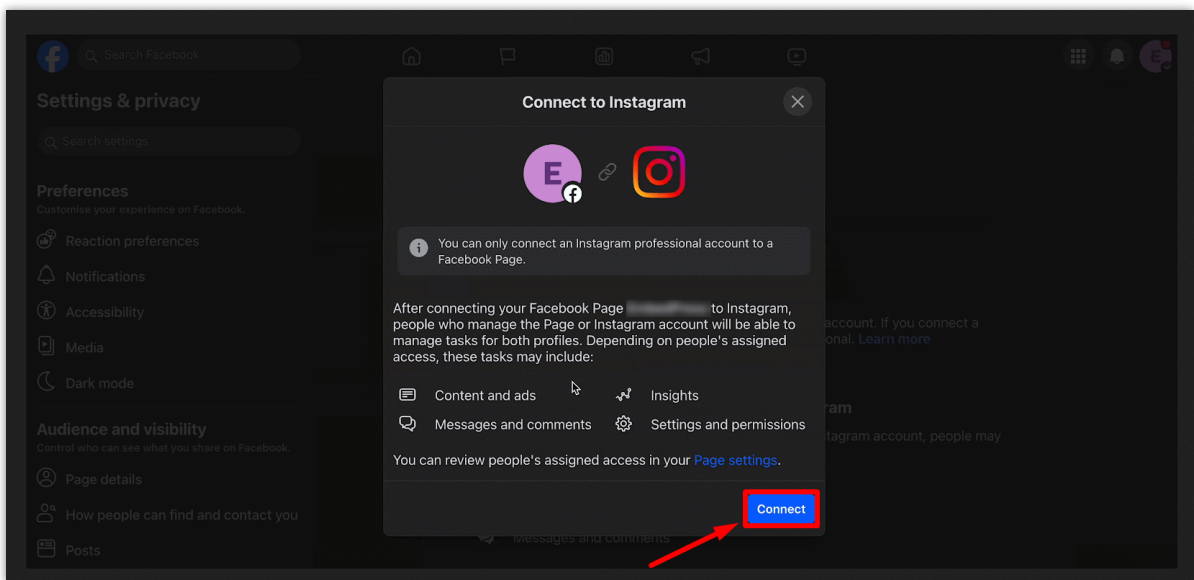 Search Facebook
E
Settings & privacy
Search settings
Preferences
Customise your experience on Facebook.
Reaction preferences
Notifications
Accessibility
Media
Dark mode
Audience and visibility
Control who can see what you share on Facebook.
Page details
How people can find and contact you
Posts
Connect to Instagram
E
You can only connect an Instagram professional account to a
Facebook Page.
After connecting your Facebook Page to Instagram,
people who manage the Page or Instagram account will be able to
manage tasks for both profiles. Depending on people's assigned
access, these tasks may include:
Content and ads
Insights
Messages and comments
Settings and permissions
You can review people's assigned access in your Page settings.
Connect
account. If you connect a
onal. Learn more
ram
tagram account, people may
Messages and comments